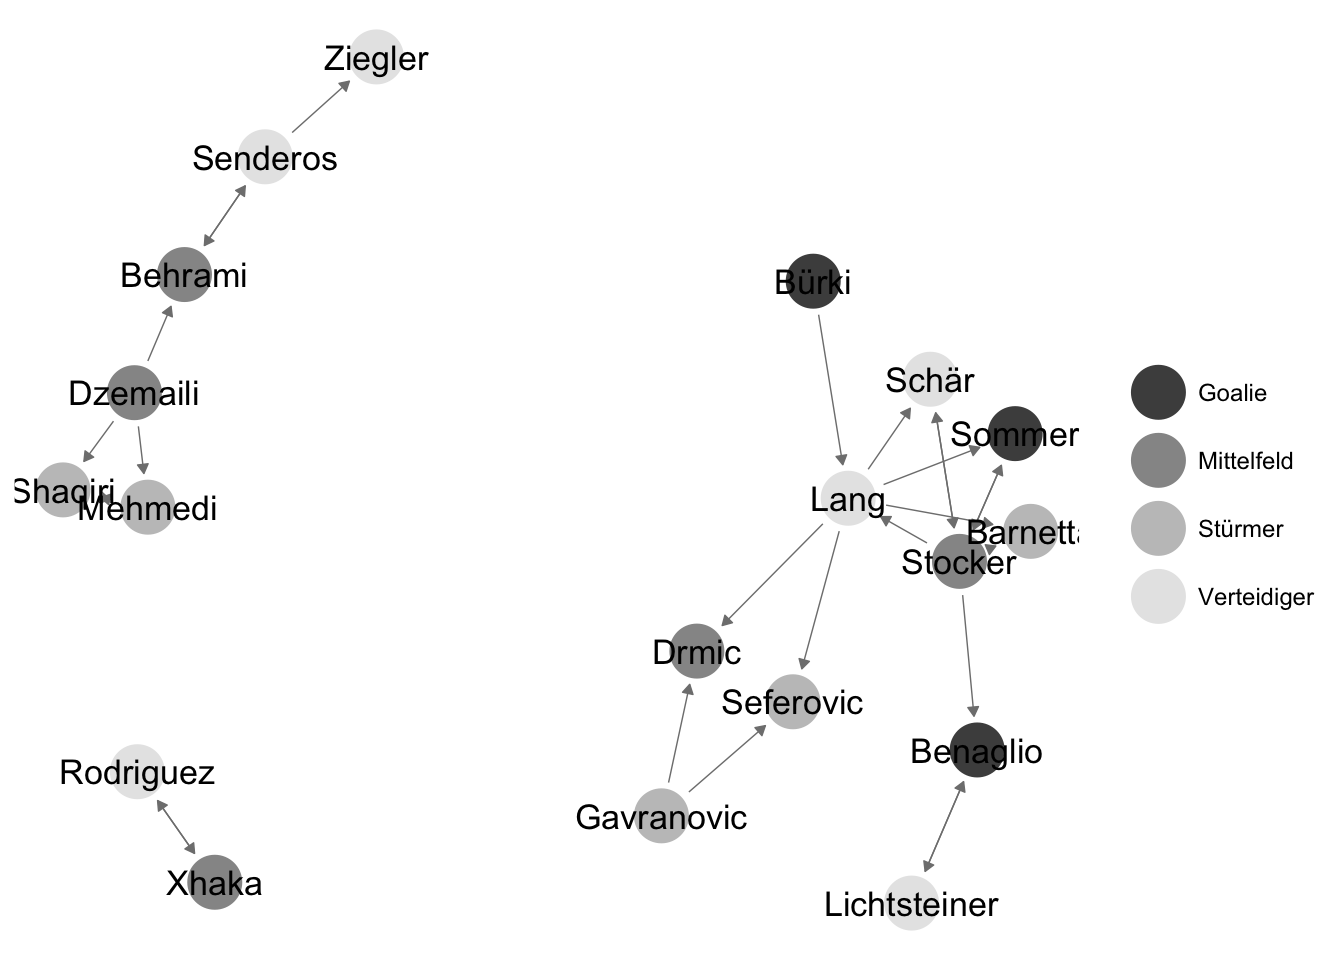 Ziegler
Senderos
Behrami
Dzemaili
Shaqiri
Mehmedi
Rodriguez
Xhaka
Bürki
Schär
Sommer
Lang
Barnetta
Stocker
Drmic
Seferovic
Benaglio
Gavranovic
Lichtsteiner
Goalie
Mittelfeld
Stürmer
Verteidiger